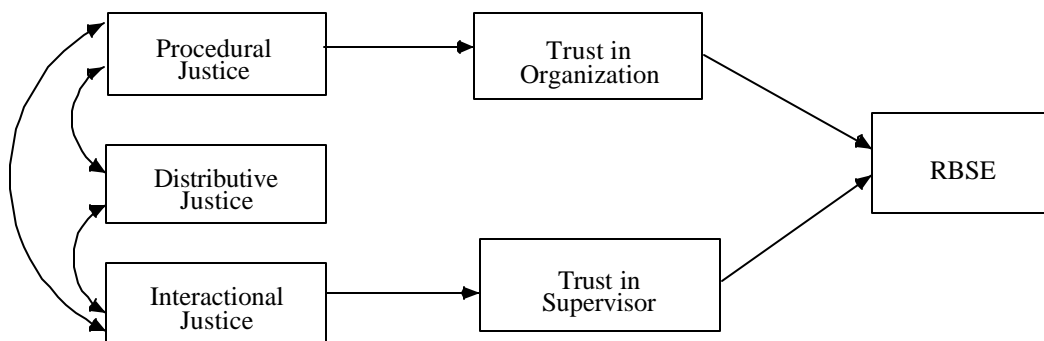 Procedural
Justice
Trust in
Organization
Distributive
Justice
RBSE
Interactional
Justice
Trust in
Supervisor